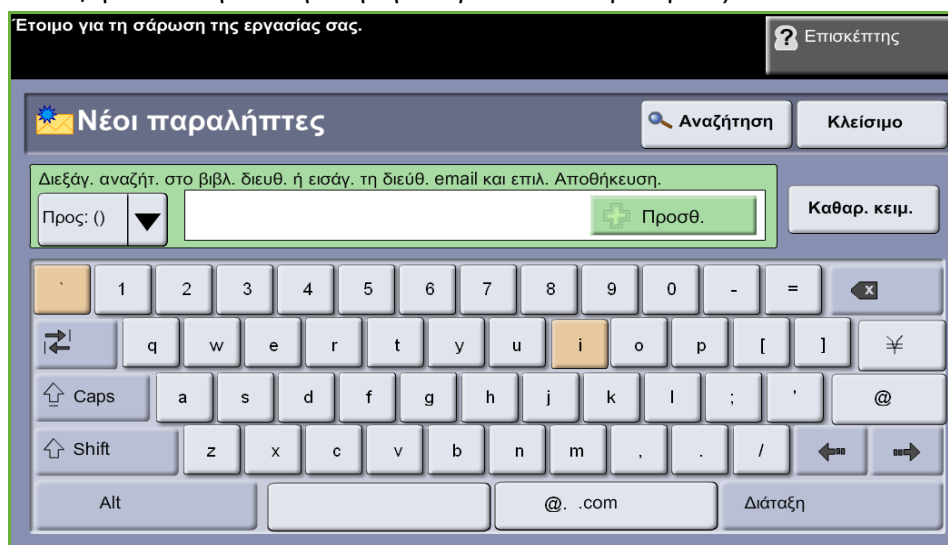 Έτοιμο για τη σάρωση της εργασίας σας.
Επισκέπτης
Νέοι παραλήπτες
Αναζήτηση
Κλείσιμο
Διεξάγ. αναζήτ. στο βιβλ. διευθ. ή εισάγ. τη διεύθ. email και επιλ. Αποθήκευση.
Προς: ()
Προσθ.
Καθαρ. κειμ.
` 1 2 3 4 5 6 7 8 9 0 - = x
q w e r t y u i o p [ ] ¥
Caps a s d f g h j k l ; ' @
Shift z x c v b n m , . /
Alt @. .com Διάταξη